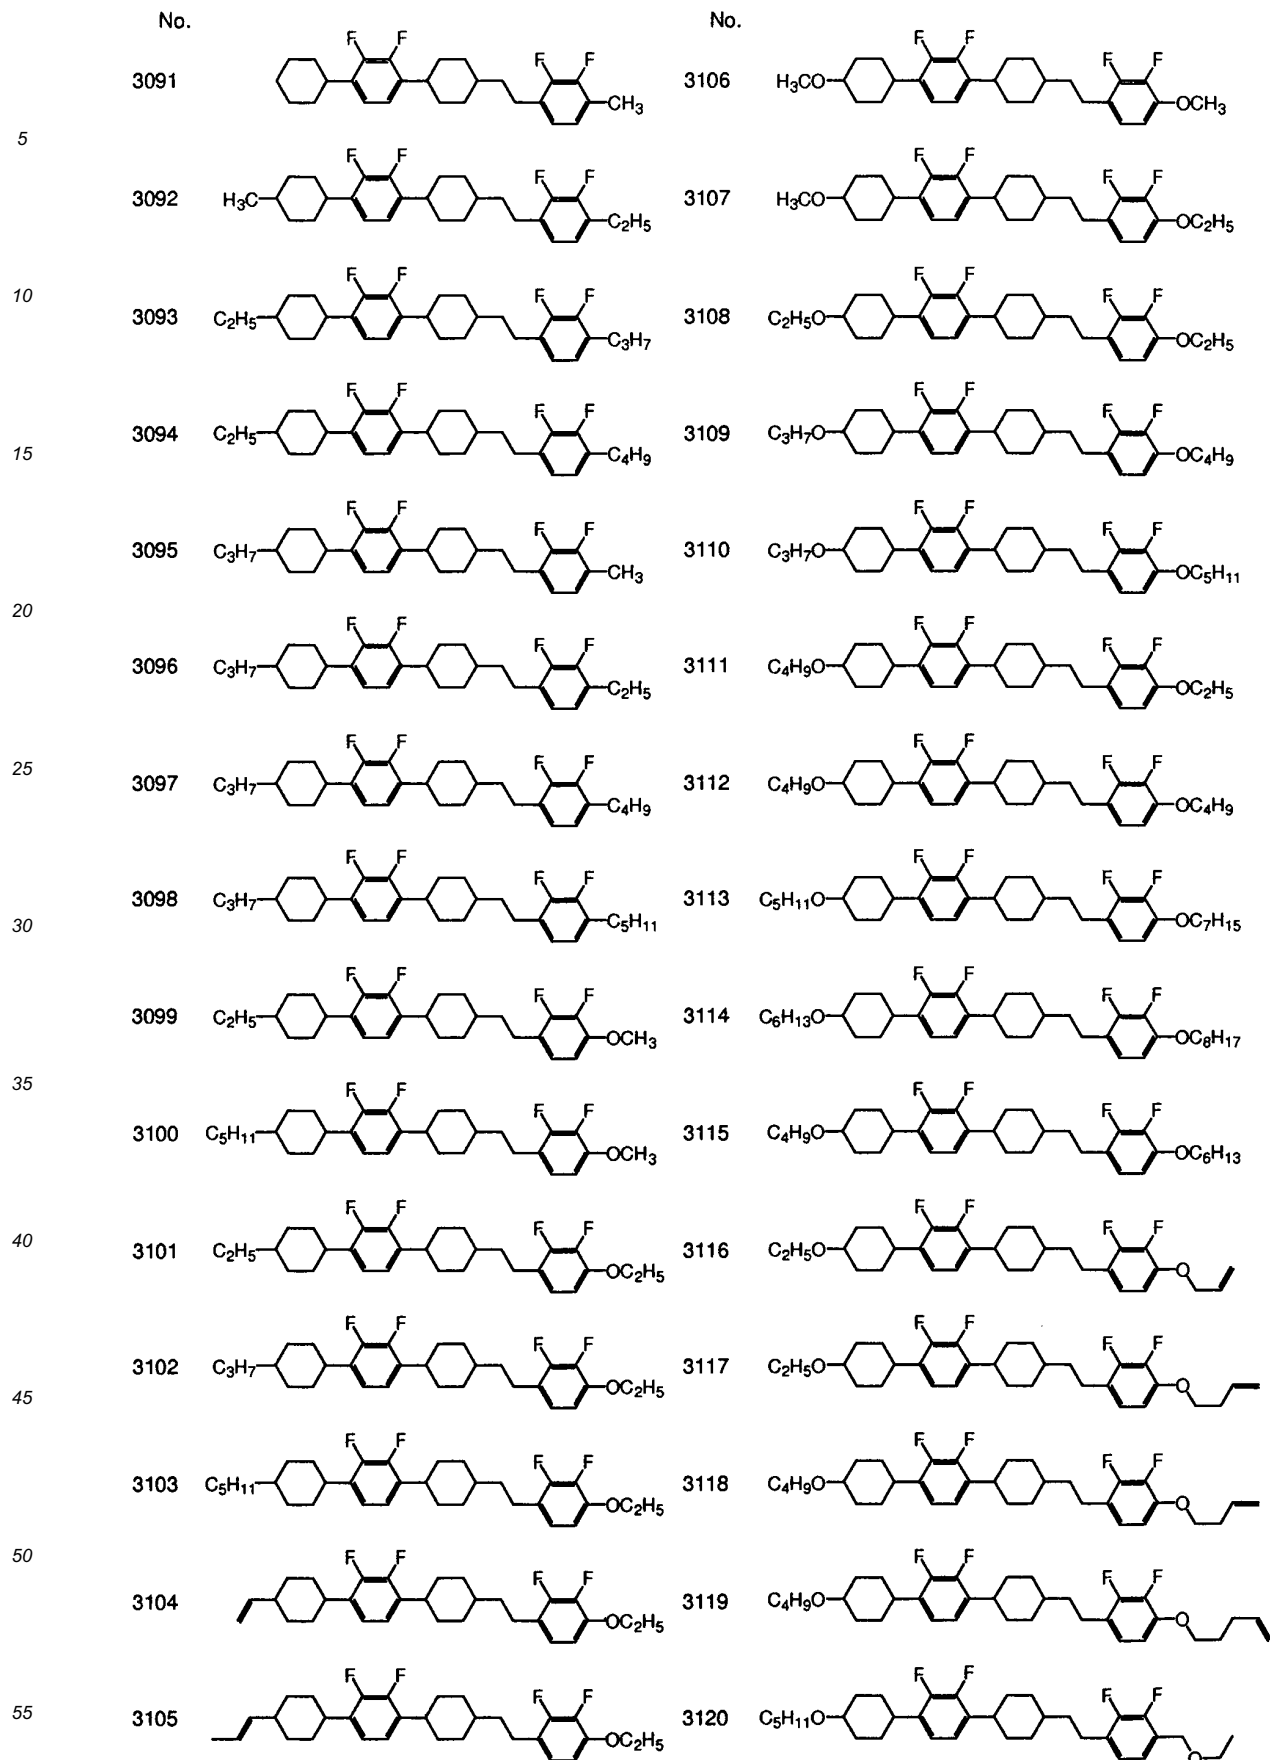 No. No.
F F F F 3091 CH3
F F F F 3106 H3CO OCH3
5
F F F F 3092 H3C C2H5
F F F F 3107 H3CO OC2H5
10
F F F F 3093 C2H5 C3H7
F F F F 3108 C2H5O OC2H5
F F F F 3094 C2H5 C4H9
F F F F 3109 C3H7O OC4H9
15
F F F F 3095 C3H7 CH3
F F F F 3110 C3H7O OC5H11
20
F F F F 3096 C3H7 C2H5
F F F F 3111 C4H9O OC2H5
25
F F F F 3097 C3H7 C4H9
F F F F 3112 C4H9O OC4H9
F F F F 3098 C3H7 C5H11
F F F F 3113 C5H11O OC7H15
30
F F F F 3099 C2H5 OCH3
F F F F 3114 C6H13O OC8H17
35
F F F F 3100 C5H11 OCH3
F F F F 3115 C4H9O OC6H13
40
F F F F 3101 C2H5 OC2H5
F F F F 3116 C2H5O O
F F F F 3102 C3H7 OC2H5
F F F F 3117 C2H5O O
45
F F F F 3103 C5H11 OC2H5
F F F F 3118 C4H9O O
50
F F F F 3104 OC2H5
F F F F 3119 C4H9O O
55
F F F F 3105 OC2H5
F F F F 3120 C5H11O O